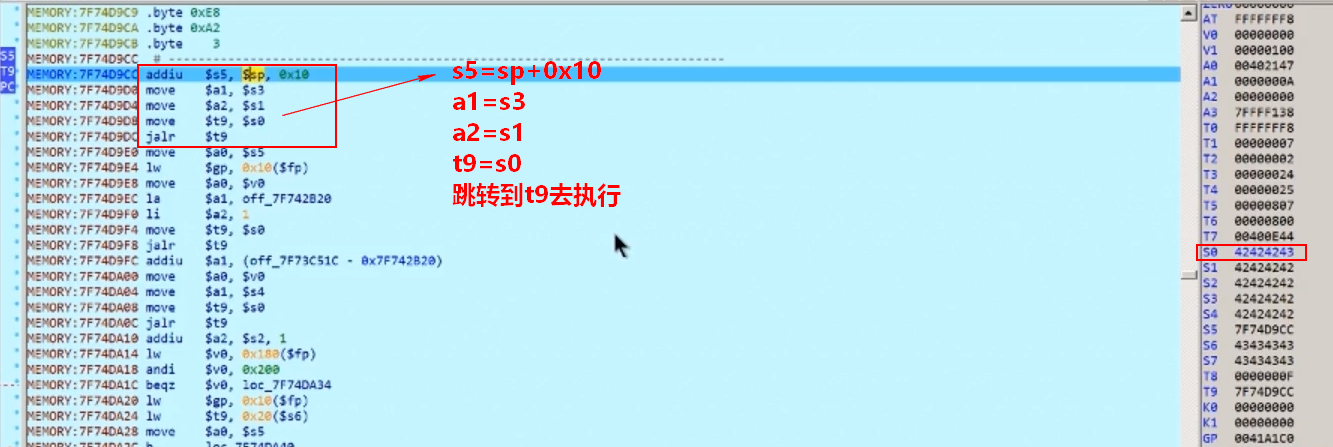 MEMORY:7F74D9C9 .byte 0xE8
MEMORY:7F74D9CA .byte 0xA2
MEMORY:7F74D9CB .byte 3
MEMORY:7F74D9CC # ---------------------------------------------------------------------------
MEMORY:7F74D9CC addiu $s5, $sp, 0x10
MEMORY:7F74D9D0 move $a1, $s3
MEMORY:7F74D9D4 move $a2, $s1
MEMORY:7F74D9D8 move $t9, $s0
MEMORY:7F74D9DC jalr $t9
MEMORY:7F74D9E0 move $a0, $s5
MEMORY:7F74D9E4 lw $gp, 0x10($fp)
MEMORY:7F74D9E8 move $a0, $v0
MEMORY:7F74D9EC la $a1, off_7F742B20
MEMORY:7F74D9F0 li $a2, 1
MEMORY:7F74D9F4 move $t9, $s0
MEMORY:7F74D9F8 jalr $t9
MEMORY:7F74D9FC addiu $a1, (off_7F73C51C - 0x7F742B20)
MEMORY:7F74DA00 move $a0, $v0
MEMORY:7F74DA04 move $a1, $s4
MEMORY:7F74DA08 move $t9, $s0
MEMORY:7F74DA0C jalr $t9
MEMORY:7F74DA10 addiu $a2, $s2, 1
MEMORY:7F74DA14 lw $v0, 0x180($fp)
MEMORY:7F74DA18 andi $v0, 0x200
MEMORY:7F74DA1C beqz $v0, loc_7F74DA34
MEMORY:7F74DA20 lw $gp, 0x10($fp)
MEMORY:7F74DA24 lw $t9, 0x20($s6)
MEMORY:7F74DA28 move $a0, $s5
S5
T9
PC
s5=sp+0x10
a1=s3
a2=s1
t9=s0
跳转到t9去执行
AT FFFFFFF8
V0 00000000
V1 00000100
A0 00402147
A1 0000000A
A2 00000000
A3 7FFFF138
T0 FFFFFFF8
T1 00000007
T2 00000002
T3 00000024
T4 00000025
T5 00000807
T6 00000800
T7 00400E44
S0 42424243
S1 42424242
S2 42424242
S3 42424242
S4 42424242
S5 7F74D9CC
S6 43434343
S7 43434343
T8 0000000F
T9 7F74D9CC
K0 00000000
K1 00000000
GP 004101C0